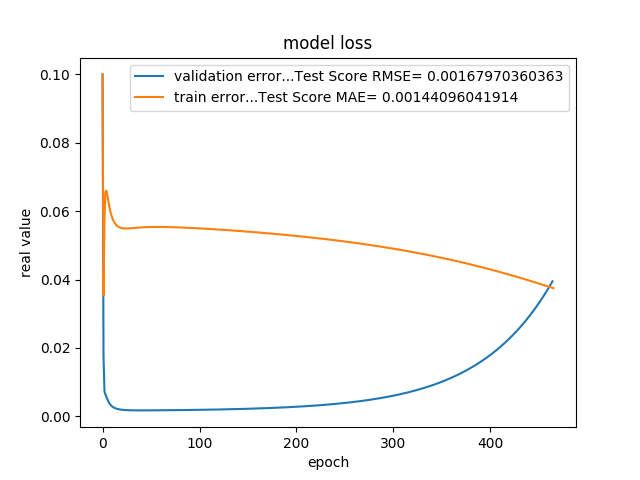 model loss
validation error...Test Score RMSE= 0.00167970360363
train error...Test Score MAE= 0.00144096041914
0.10
0.08
0.06
0.04
0.02
0.00
real value
0
100
200
300
400
epoch